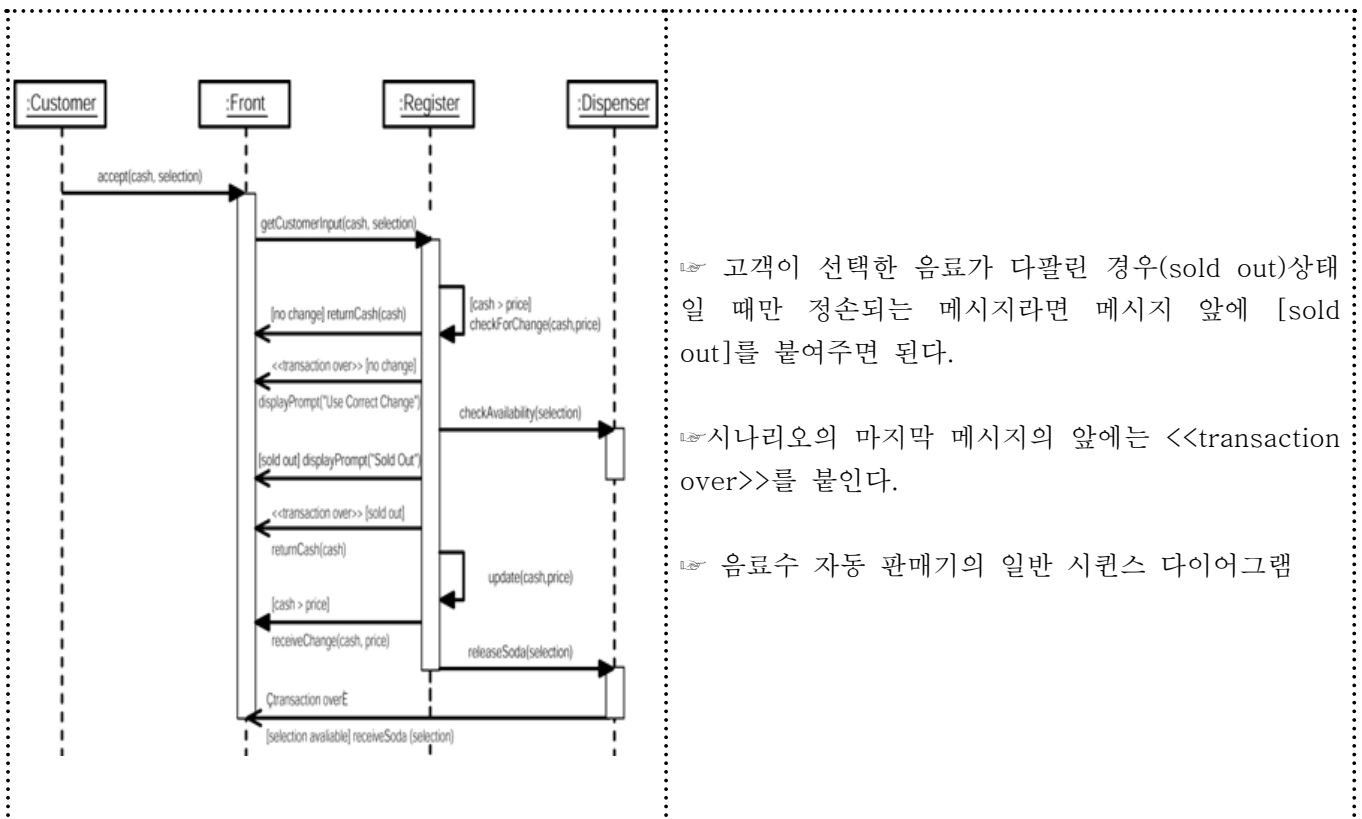 :Customer
:Front
:Register
:Dispenser
accept(cash, selection)
getCustomerInput(cash, selection)
[cash > price]
checkForChange(cash,price)
[no change] returnCash(cash)
<<transaction over>> [no change]
displayPrompt("Use Correct Change")
checkAvailability(selection)
[sold out] displayPrompt("Sold Out")
<<transaction over>> [sold out]
returnCash(cash)
update(cash,price)
[cash > price]
receiveChange(cash, price)
releaseSoda(selection)
Çtransaction overÈ
[selection avaliable] receiveSoda (selection)
☞ 고객이 선택한 음료가 다팔린 경우(sold out)상태
일 때만 정손되는 메시지라면 메시지 앞에 [sold
out]를 붙여주면 된다.
☞시나리오의 마지막 메시지의 앞에는 <<transaction
over>>를 붙인다.
☞ 음료수 자동 판매기의 일반 시퀸스 다이어그램